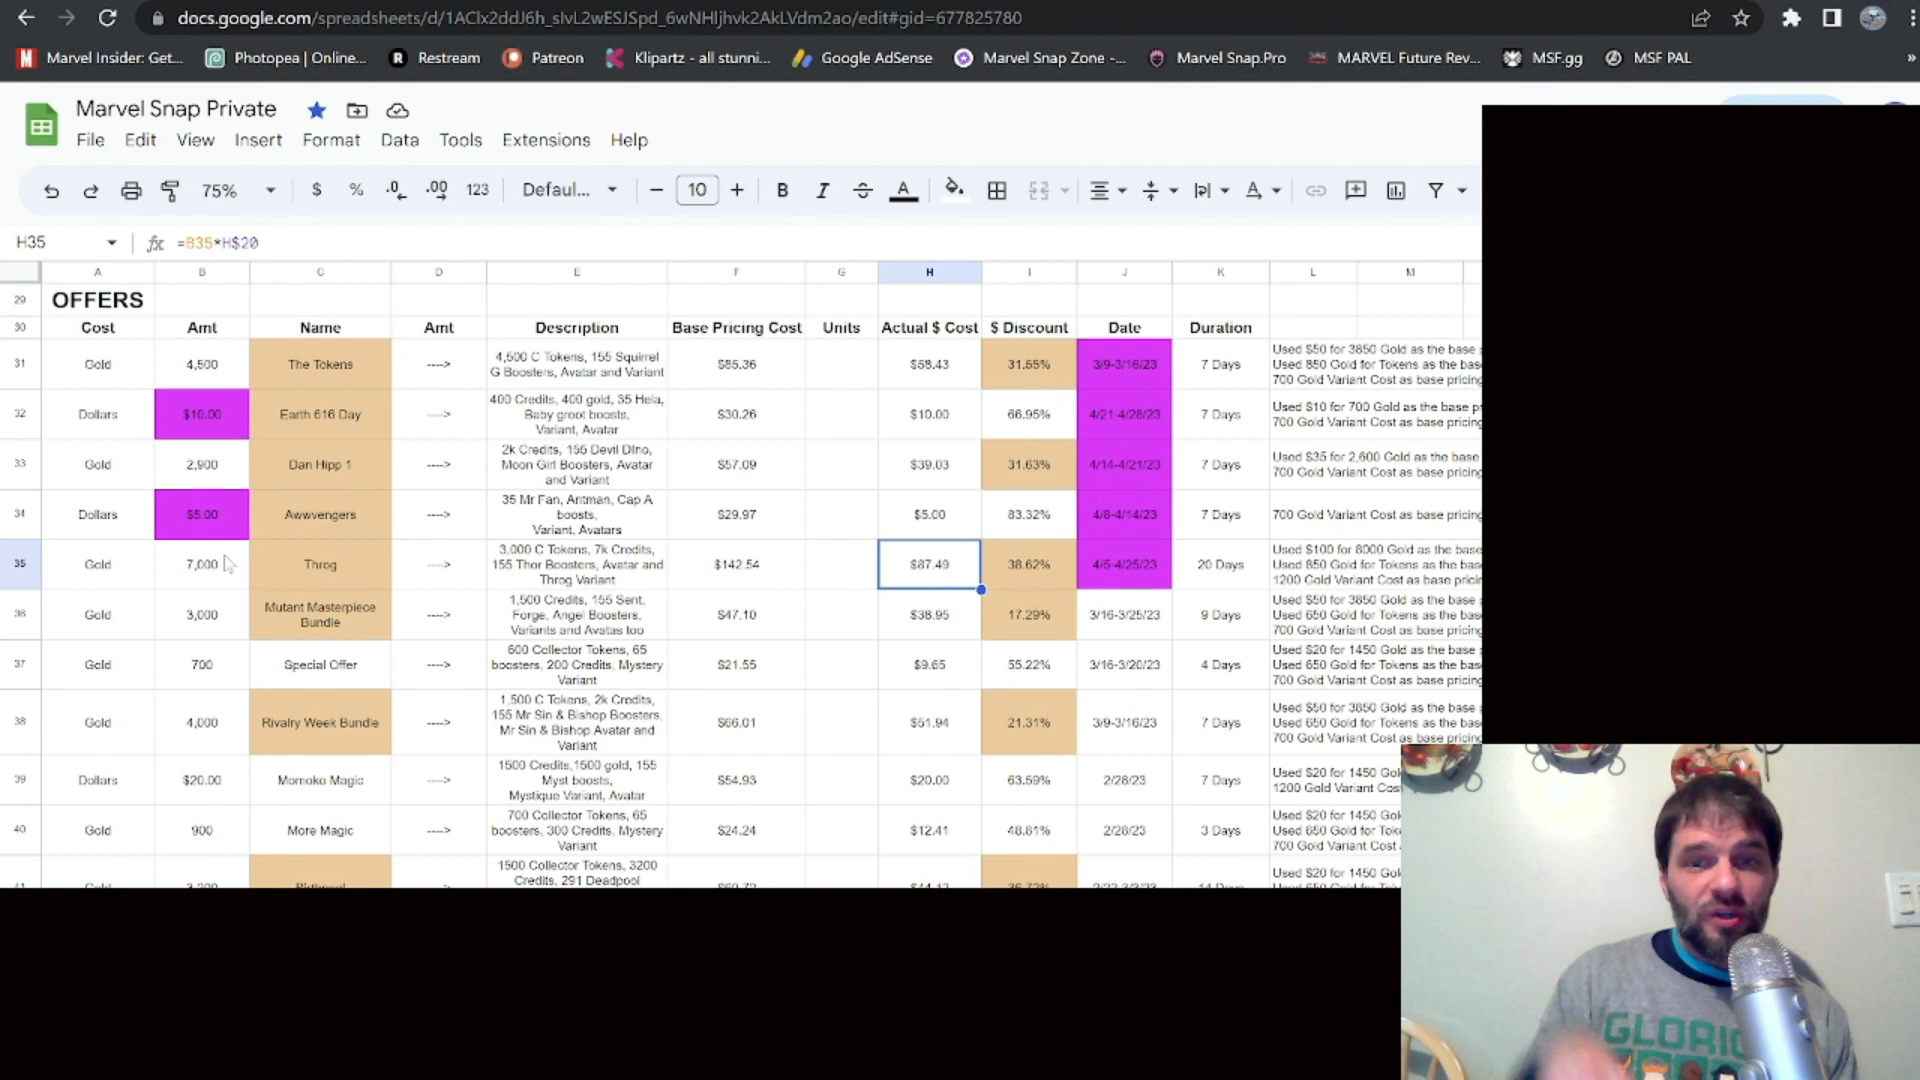 docs.google.com/spreadsheets/d/1AClx2ddJ6h_slvL2wESJSpd_6wNHljhvk2AkLVdm2ao/edit#gid=677825780
Marvel Insider: Get... Photopea | Online... Restream Patreon Klipartz - all stunni... Google AdSense Marvel Snap Zone -... Marvel Snap.Pro MARVEL Future Rev... MSF.gg MSF PAL »
Marvel Snap Private
File Edit View Insert Format Data Tools Extensions Help
75% $ % .0 .00 123 Defaul... 10 B I A
H35 fx =B35*H$20
A B C D E F G H I J K L M
29 OFFERS
30 Cost Amt Name Amt Description Base Pricing Cost Units Actual $ Cost $ Discount Date Duration
31 Gold 4,500 The Tokens ----> 4,500 C Tokens, 155 Squirrel G Boosters, Avatar and Variant $85.36 $58.43 31.55% 3/9-3/16/23 7 Days Used $50 for 3850 Gold as the base Used 850 Gold for Tokens as the bas 700 Gold Variant Cost as base pricing
32 Dollars $10.00 Earth 616 Day ----> 400 Credits, 400 gold, 35 Hela, Baby groot boosts, Variant, Avatar $30.26 $10.00 66.95% 4/21-4/28/23 7 Days Used $10 for 700 Gold as the base 700 Gold Variant Cost as base pricing
33 Gold 2,900 Dan Hipp 1 ----> 2k Credits, 155 Devil DIno, Moon Girl Boosters, Avatar and Variant $57.09 $39.03 31.63% 4/14-4/21/23 7 Days Used $35 for 2,600 Gold as the base 700 Gold Variant Cost as base pricing
34 Dollars $5.00 Awwvengers ----> 35 Mr Fan, Antman, Cap A boosts, Variant, Avatars $29.97 $5.00 83.32% 4/8-4/14/23 7 Days 700 Gold Variant Cost as base pricing
35 Gold 7,000 Throg ----> 3,000 C Tokens, 7k Credits, 155 Thor Boosters, Avatar and Throg Variant $142.54 $87.49 38.62% 4/5-4/25/23 20 Days Used $100 for 8000 Gold as the base Used 850 Gold for Tokens as the bas 1200 Gold Variant Cost as base pricin
36 Gold 3,000 Mutant Masterpiece Bundle ----> 1,500 Credits, 155 Sent, Forge, Angel Boosters, Variants and Avatas too $47.10 $38.95 17.29% 3/16-3/25/23 9 Days Used $50 for 3850 Gold as the base Used 650 Gold for Tokens as the bas 700 Gold Variant Cost as base pricing
37 Gold 700 Special Offer ----> 600 Collector Tokens, 65 boosters, 200 Credits, Mystery Variant $21.55 $9.65 55.22% 3/16-3/20/23 4 Days Used $20 for 1450 Gold as the base Used 650 Gold for Tokens as the bas 700 Gold Variant Cost as base pricing
38 Gold 4,000 Rivalry Week Bundle ----> 1,500 C Tokens, 2k Credits, 155 Mr Sin & Bishop Boosters, Mr Sin & Bishop Avatar and Variant $66.01 $51.94 21.31% 3/9-3/16/23 7 Days Used $50 for 3850 Gold as the base Used 650 Gold for Tokens as the bas 700 Gold Variant Cost as base pricing
39 Dollars $20.00 Momoko Magic ----> 1500 Credits,1500 gold, 155 Myst boosts, Mystique Variant, Avatar $54.93 $20.00 63.59% 2/28/23 7 Days Used $20 for 1450 Gol 1200 Gold Variant Cos
40 Gold 900 More Magic ----> 700 Collector Tokens, 65 boosters, 300 Credits, Mystery Variant $24.24 $12.41 48.81% 2/28/23 3 Days Used $20 for 1450 Gol Used 650 Gold for Tok 700 Gold Variant Cost
1500 Collector Tokens, 3200 Credits, 291 Deadpool Used $20 for 1450 Gol
GLORIO